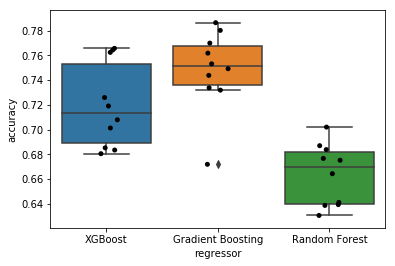 0.78
0.76
0.74
0.72
0.70
0.68
0.66
0.64
accuracy
XGBoost
Gradient Boosting
Random Forest
regressor